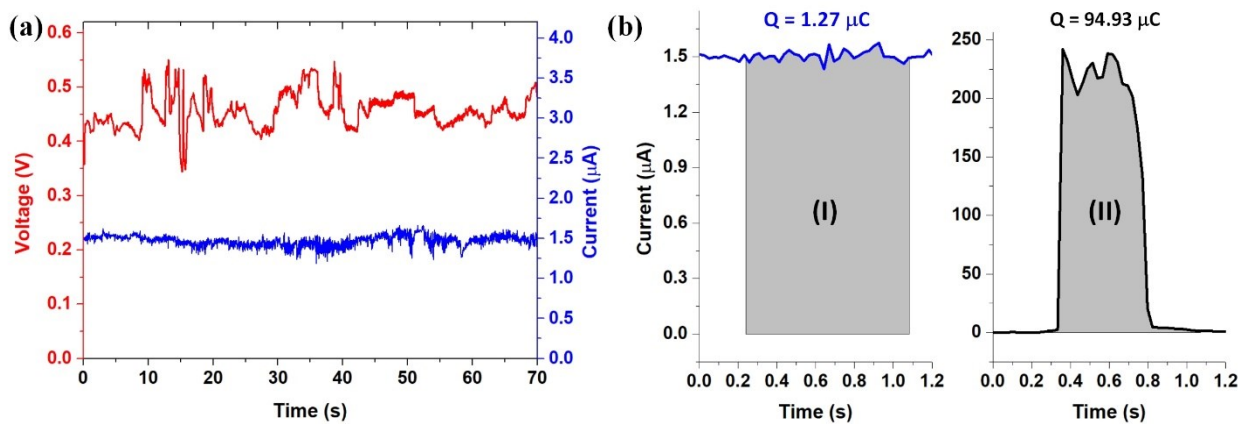 (a)
0.6
0.5
0.4
0.3
0.2
0.1
0.0
Voltage (V)
4.0
3.5
3.0
2.5
2.0
1.5
1.0
0.5
0.0
Current (μA)
0 10 20 30 40 50 60 70
Time (s)
(b)
Q = 1.27 μC
1.5
1.2
0.9
0.6
0.3
0.0
Current (μA)
(I)
0.0 0.2 0.4 0.6 0.8 1.0 1.2
Time (s)
Q = 94.93 μC
250
200
150
100
50
0
(II)
0.0 0.2 0.4 0.6 0.8 1.0 1.2
Time (s)